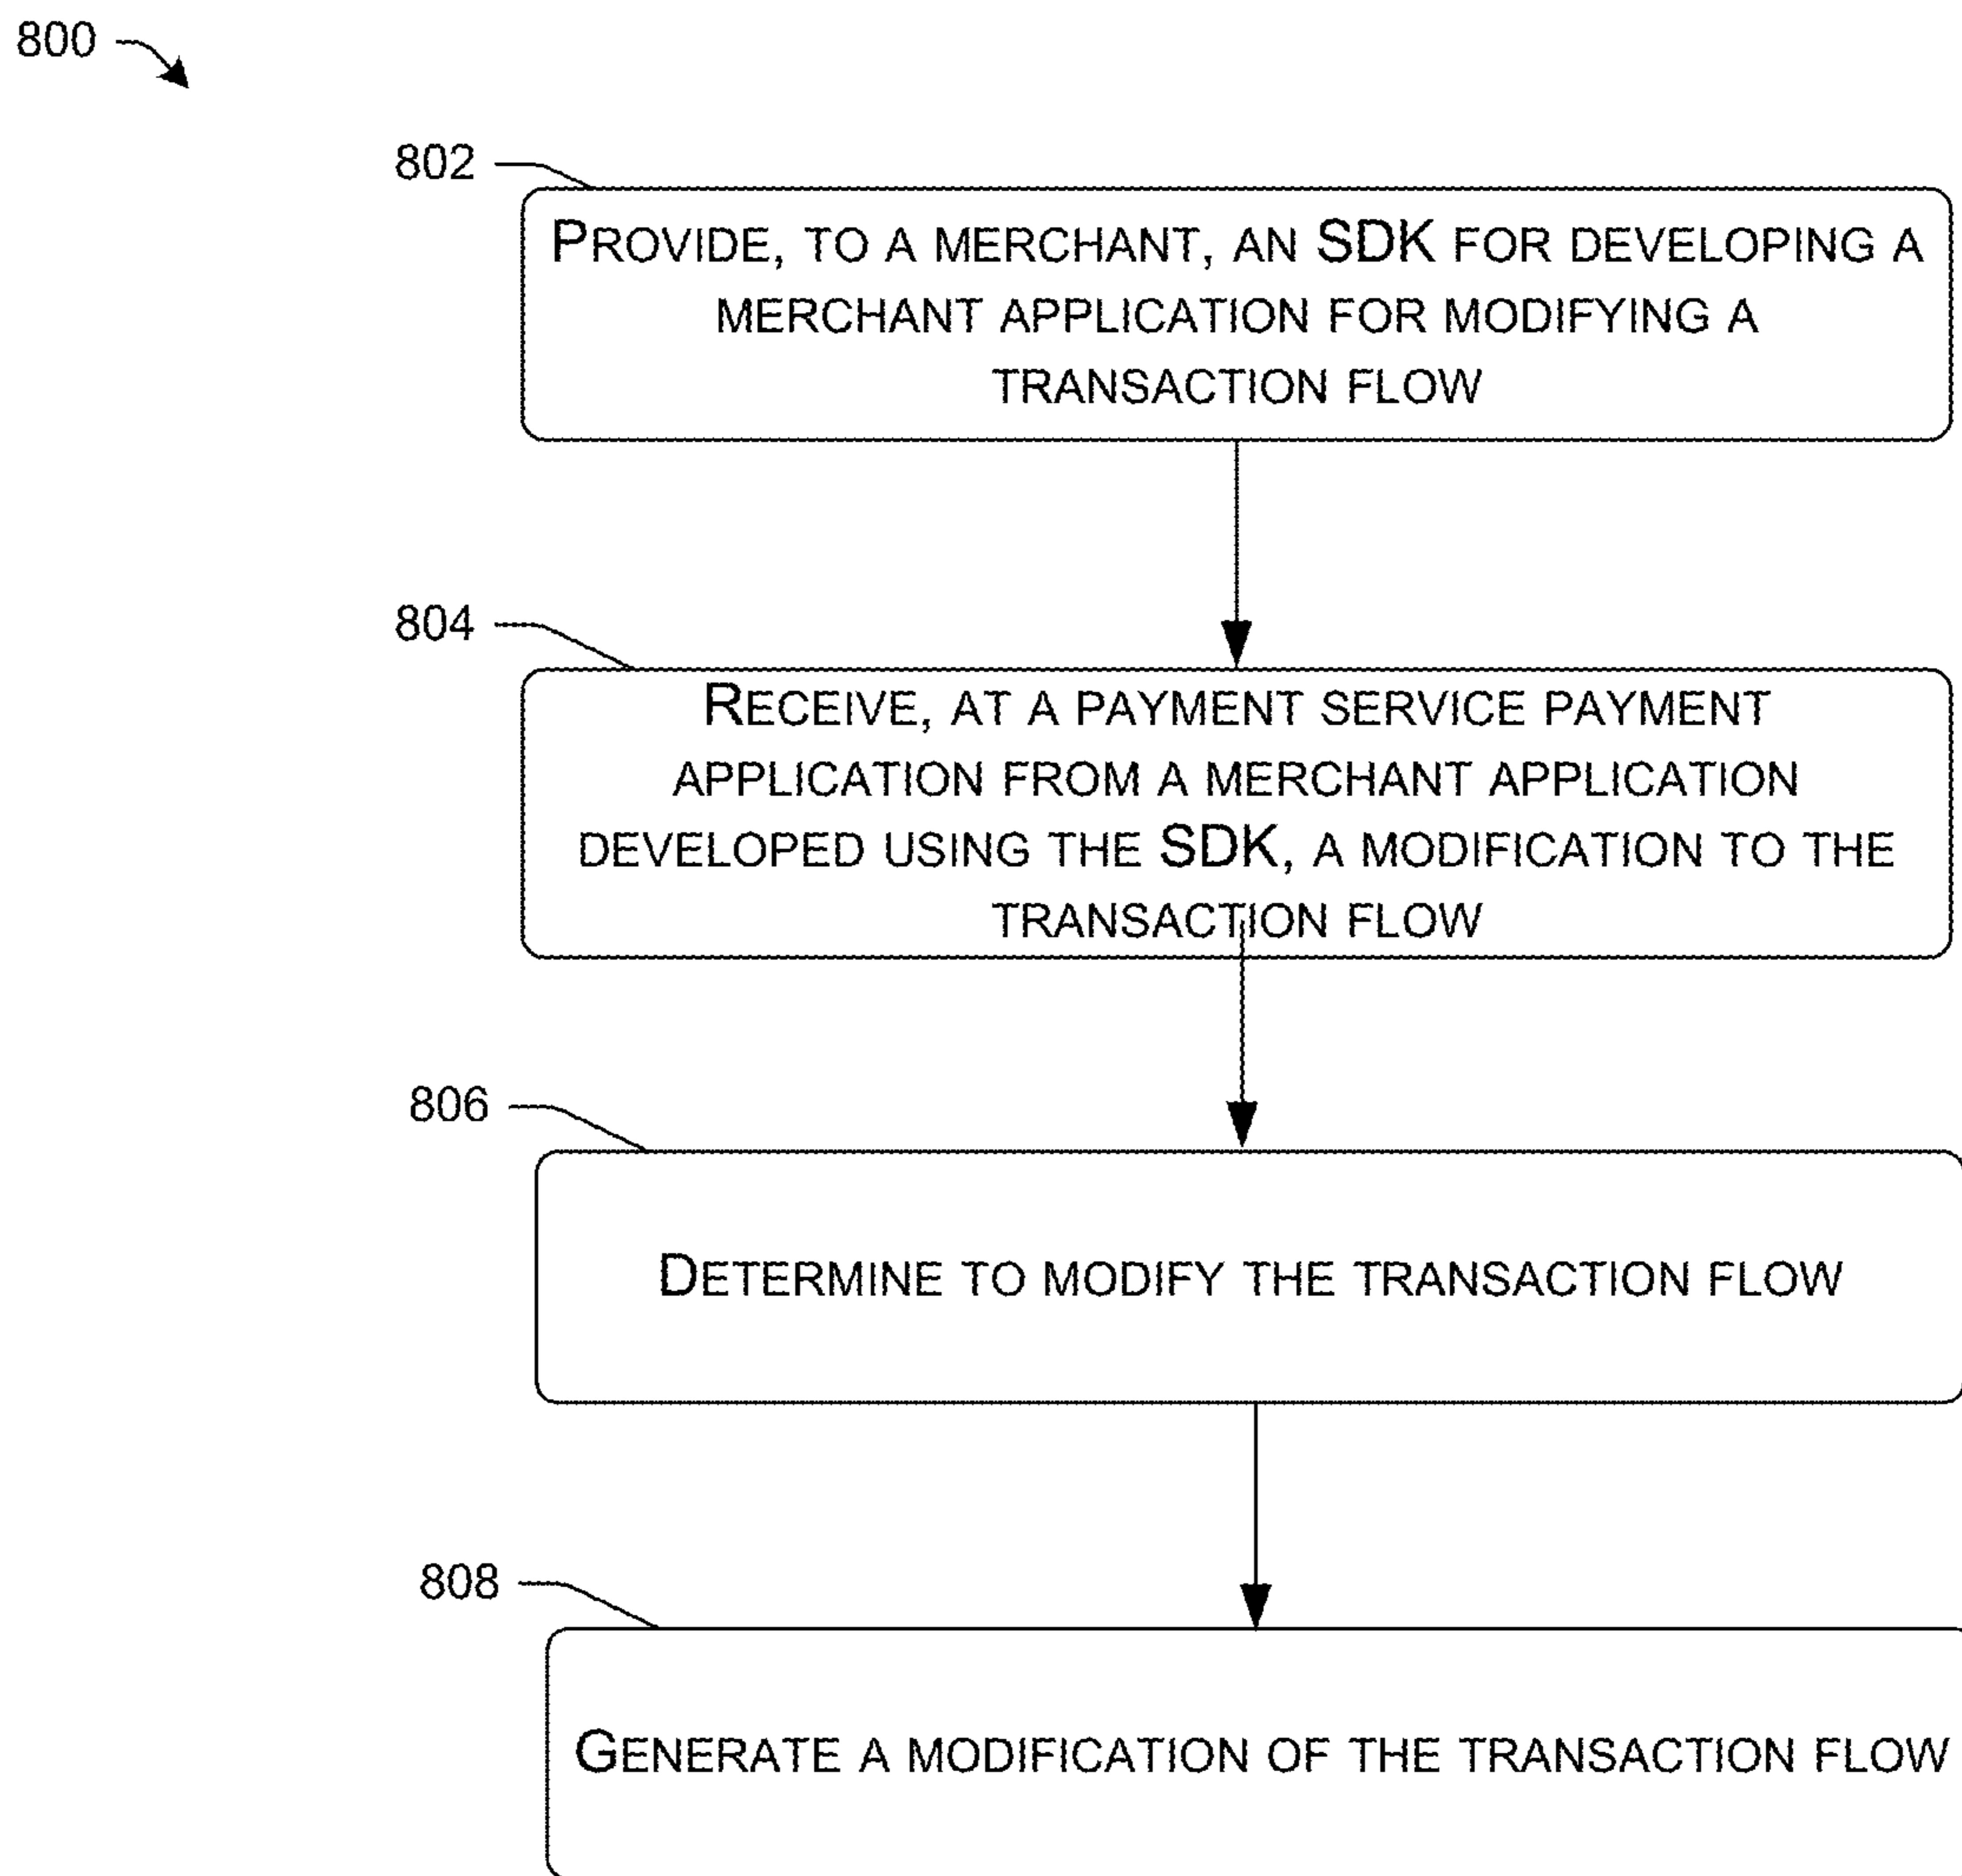 800
802
PROVIDE, TO A MERCHANT, AN SDK FOR DEVELOPING A
MERCHANT APPLICATION FOR MODIFYING A
TRANSACTION FLOW
804
RECEIVE, AT A PAYMENT SERVICE PAYMENT
APPLICATION FROM A MERCHANT APPLICATION
DEVELOPED USING THE SDK, A MODIFICATION TO THE
TRANSACTION FLOW
806
DETERMINE TO MODIFY THE TRANSACTION FLOW
808
GENERATE A MODIFICATION OF THE TRANSACTION FLOW